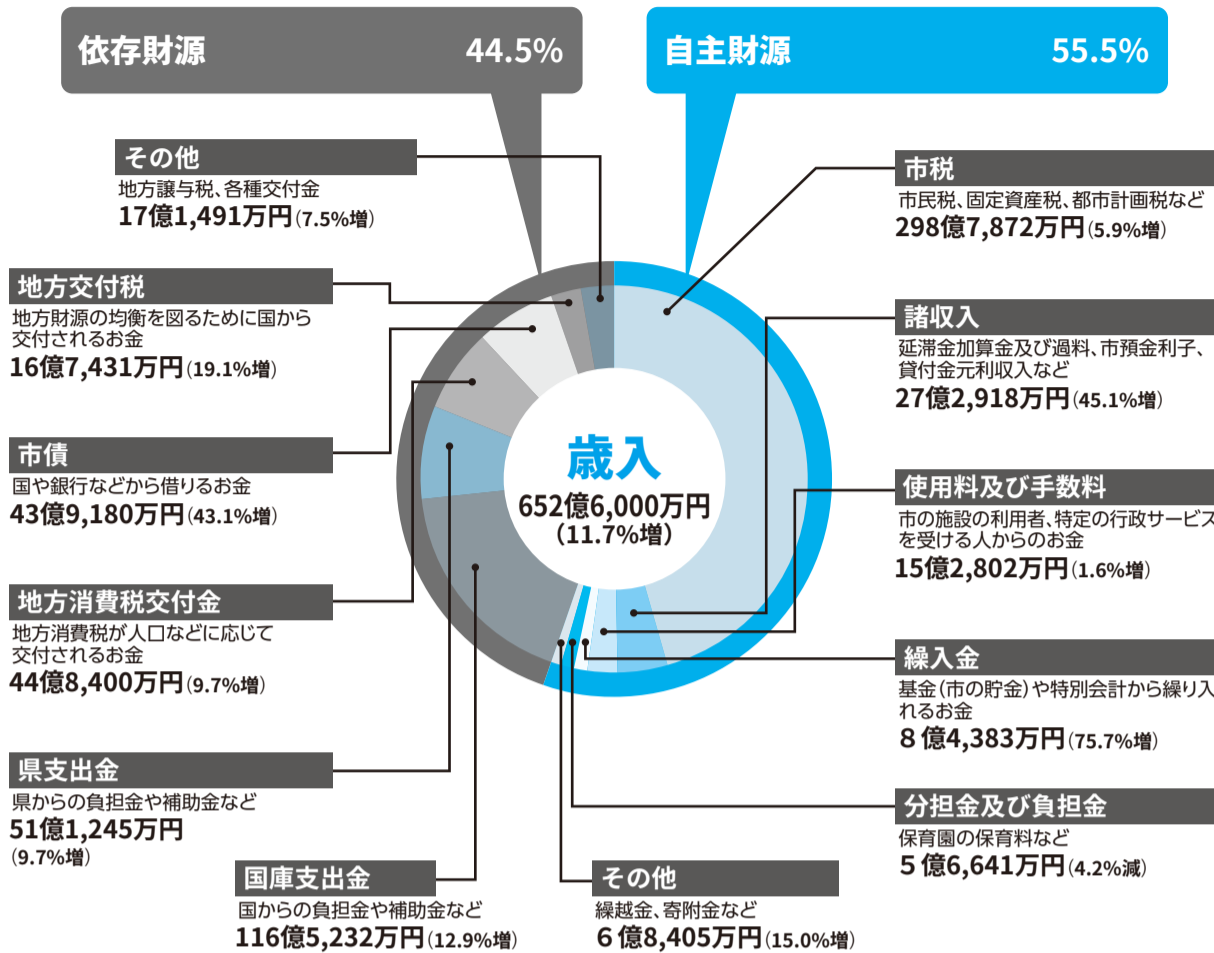 依存財源 44.5%
自主財源 55.5%
その他
地方譲与税、各種交付金
17億1,491万円(7.5%増)
地方交付税
地方財源の均衡を図るために国から
交付されるお金
16億7,431万円(19.1%増)
市債
国や銀行などから借りるお金
43億9,180万円(43.1%増)
地方消費税交付金
地方消費税が人口などに応じて
交付されるお金
44億8,400万円(9.7%増)
県支出金
県からの負担金や補助金など
51億1,245万円
(9.7%増)
国庫支出金
国からの負担金や補助金など
116億5,232万円(12.9%増)
歳入
652億6,000万円
(11.7%増)
市税
市民税、固定資産税、都市計画税など
298億7,872万円(5.9%増)
諸収入
延滞金加算金及び過料、市預金利子、
貸付金元利収入など
27億2,918万円(45.1%増)
使用料及び手数料
市の施設の利用者、特定の行政サービス
を受ける人からのお金
15億2,802万円(1.6%増)
繰入金
基金(市の貯金)や特別会計から繰り入
れるお金
8億4,383万円(75.7%増)
分担金及び負担金
保育園の保育料など
5億6,641万円(4.2%減)
その他
繰越金、寄附金など
6億8,405万円(15.0%増)